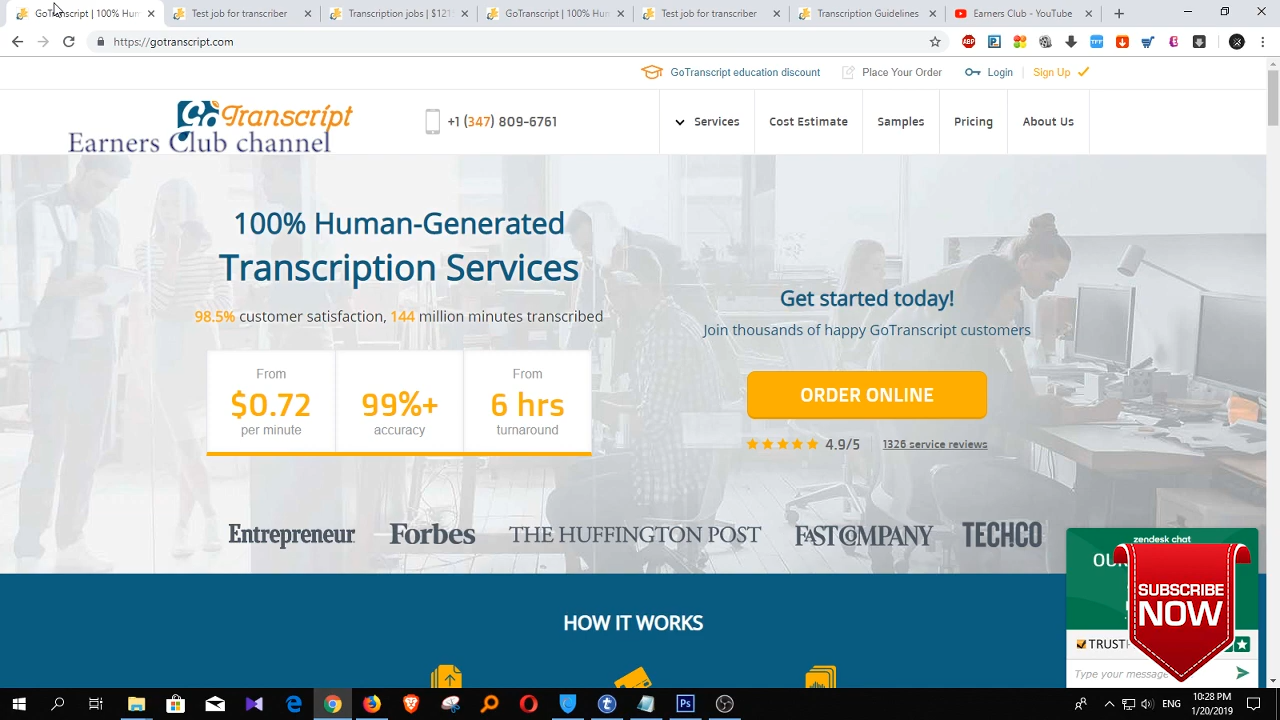 GoTranscript | 100% Hum
Test job for transcriber
Transcription jobs | $121
GoTranscript | 100% Hum
Test job for transcriber
Transcription Guidelines
Earners Club - YouTube
https://gotranscript.com
GoTranscript education discount
Place Your Order
Login
Sign Up
GoTranscript
Earners Club channel
+1 (347) 809-6761
Services
Cost Estimate
Samples
Pricing
About Us
100% Human-Generated
Transcription Services
98.5% customer satisfaction, 144 million minutes transcribed
From
$0.72
per minute
99%+
accuracy
From
6 hrs
turnaround
Get started today!
Join thousands of happy GoTranscript customers
ORDER ONLINE
4.9/5
1326 service reviews
Entrepreneur
Forbes
THE HUFFINGTON POST
FAST COMPANY
TECHCO
HOW IT WORKS
zendesk chat
SUBSCRIBE
NOW
TRUST
Type your message
ENG
10:28 PM
1/20/2019